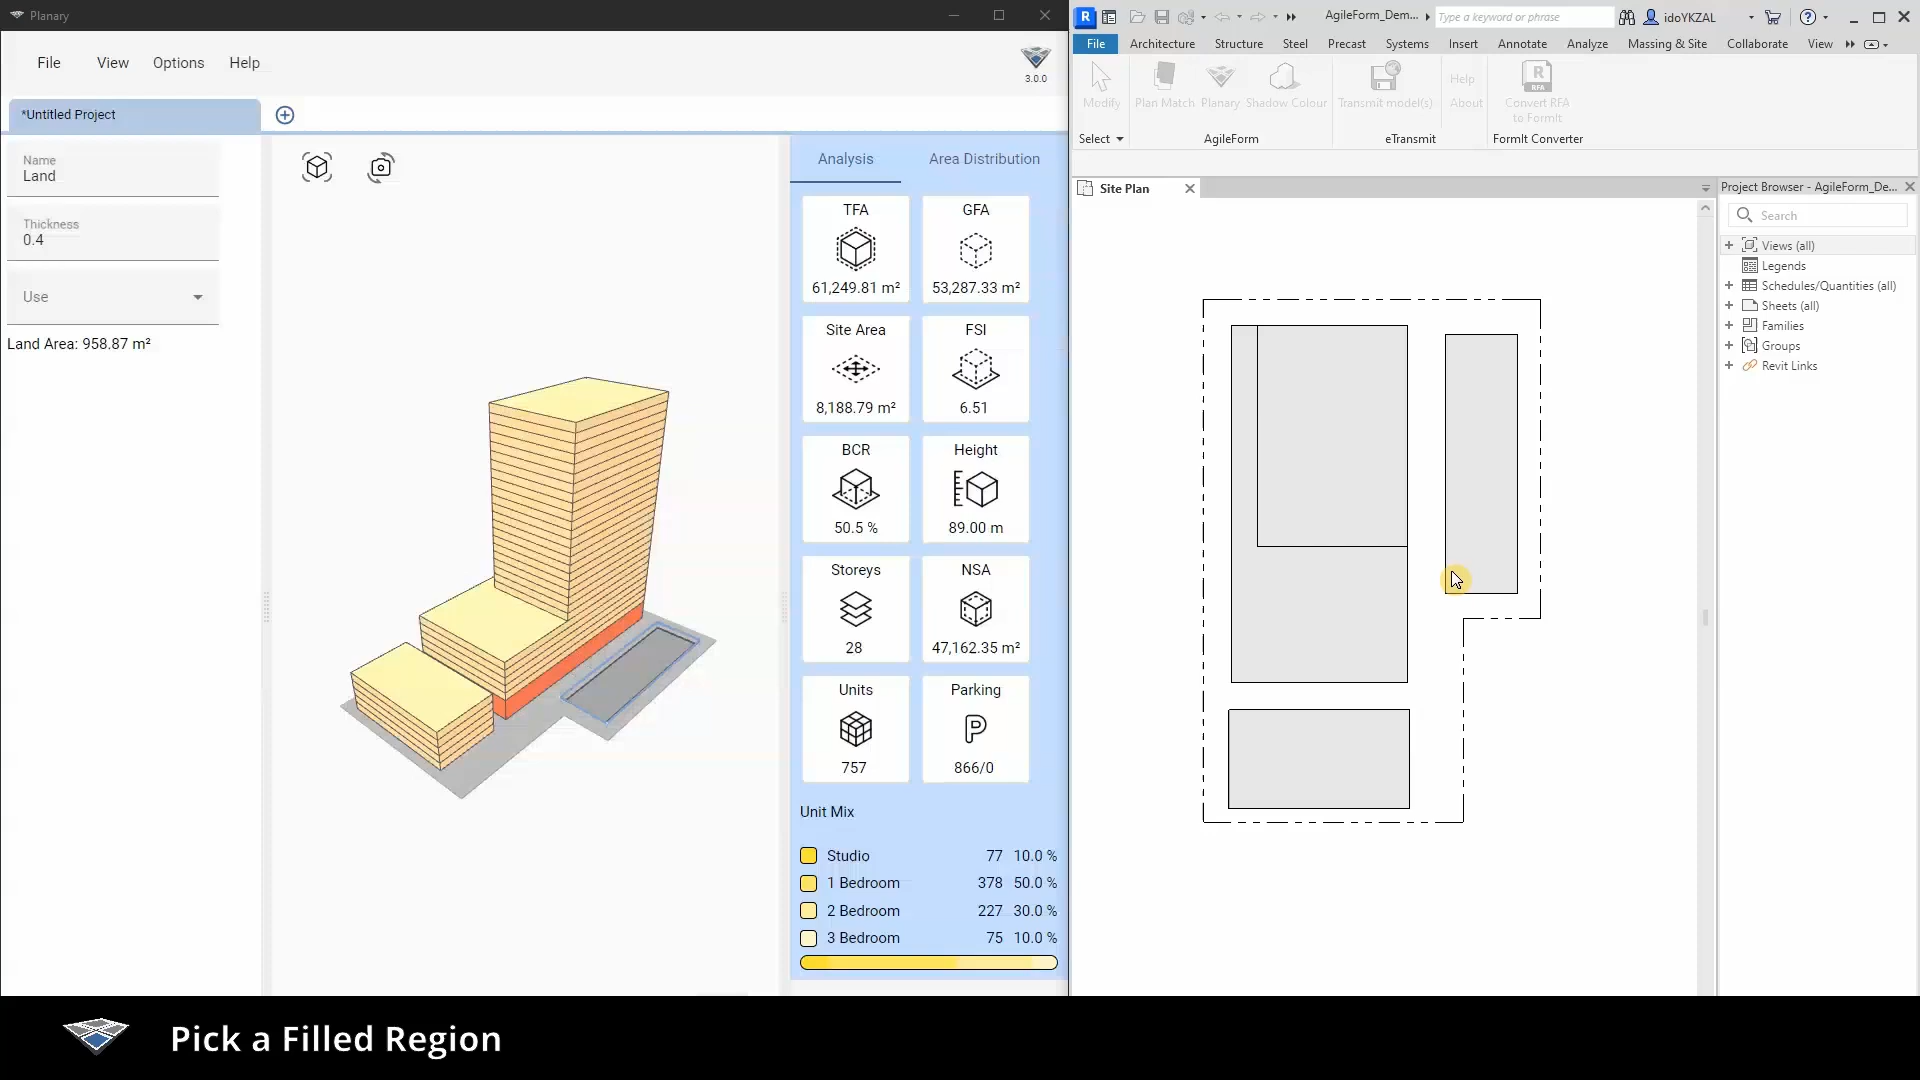 Planary
File View Options Help
3.0.0
*Untitled Project
Name
Land
Thickness
0.4
Use
Land Area: 958.87 m²
Analysis Area Distribution
TFA GFA
61,249.81 m² 53,287.33 m²
Site Area FSI
8,188.79 m² 6.51
BCR Height
50.5 % 89.00 m
Storeys NSA
28 47,162.35 m²
Units Parking
757 866/0
Unit Mix
Studio 77 10.0 %
1 Bedroom 378 50.0 %
2 Bedroom 227 30.0 %
3 Bedroom 75 10.0 %
R AgileForm_Dem... Type a keyword or phrase idoYKZAL
File Architecture Structure Steel Precast Systems Insert Annotate Analyze Massing & Site Collaborate View
Modify Plan Match Planary Shadow Colour Transmit model(s) Help About Convert RFA to FormIt
Select AgileForm eTransmit FormIt Converter
Site Plan
Project Browser - AgileForm_De...
Search
Views (all)
Legends
Schedules/Quantities (all)
Sheets (all)
Families
Groups
Revit Links
Pick a Filled Region